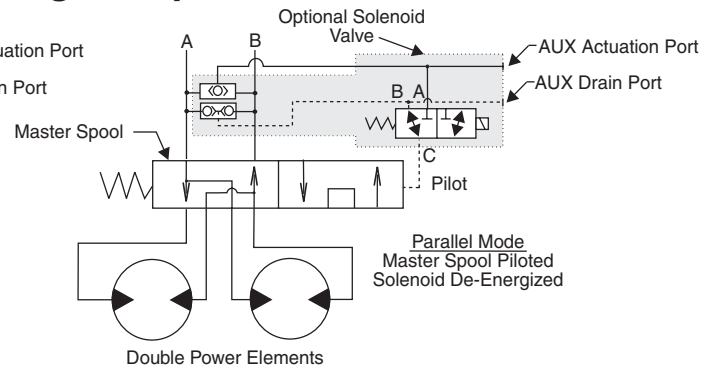 Optional Solenoid
Valve
uation Port
n Port
A
B
AUX Actuation Port
AUX Drain Port
B A
Master Spool
C
Pilot
Parallel Mode
Master Spool Piloted
Solenoid De-Energized
Double Power Elements